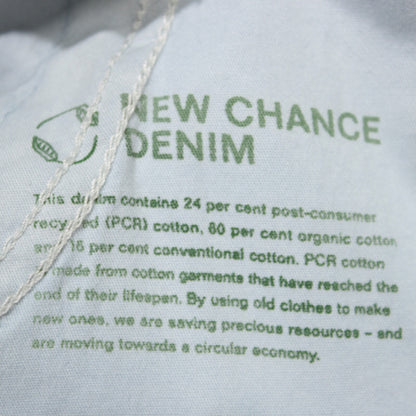 NEW CHANCE
DENIM
This denim contains 24 per cent post-consumer
recycled (PCR) cotton, 60 per cent organic cotton
and 16 per cent conventional cotton. PCR cotton
made from cotton garments that have reached the
end of their lifespan. By using old clothes to make
new ones, we are saving precious resources – and
are moving towards a circular economy.